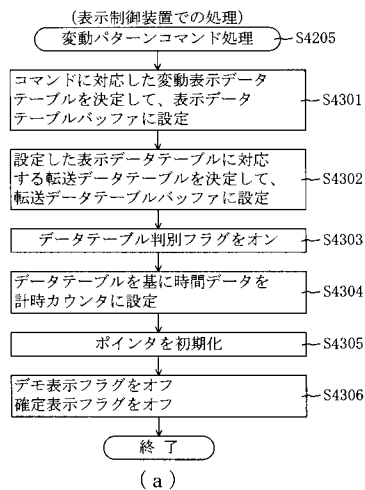 (表示制御装置での処理)
変動パターンコマンド処理
S4205
コマンドに対応した変動表示データ
テーブルを決定して、表示データ
テーブルバッファに設定
S4301
設定した表示データテーブルに対応
する転送データテーブルを決定して、
転送データテーブルバッファに設定
S4302
データテーブル判別フラグをオン
S4303
データテーブルを基に時間データを
計時カウンタに設定
S4304
ポインタを初期化
S4305
デモ表示フラグをオフ
確定表示フラグをオフ
S4306
終了
(a)